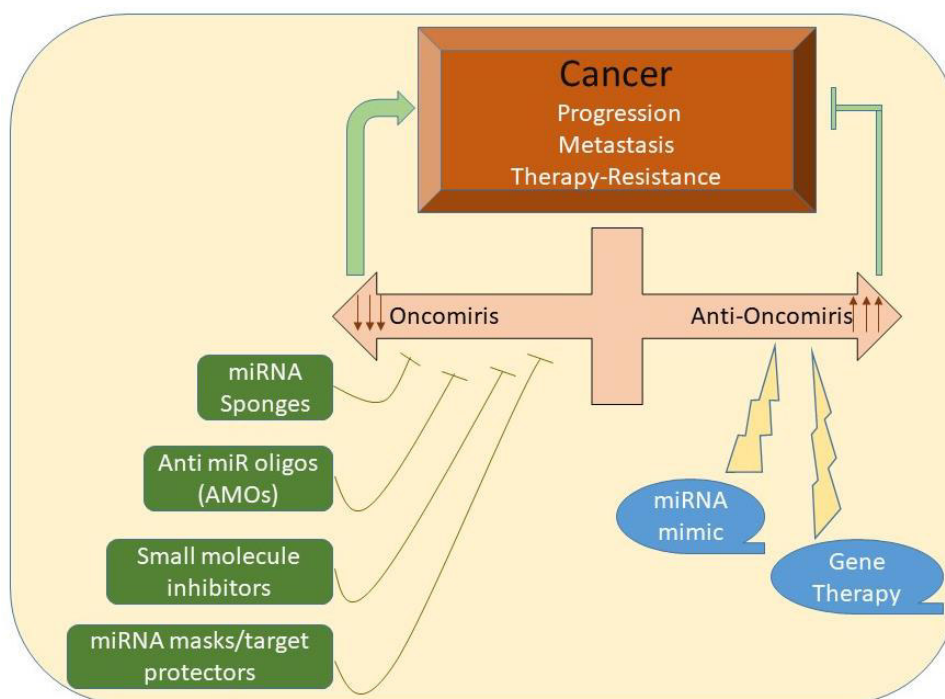 Cancer
Progression
Metastasis
Therapy-Resistance
Oncomiris
Anti-Oncomiris
miRNA
Sponges
Anti miR oligos
(AMOs)
Small molecule
inhibitors
miRNA masks/target
protectors
miRNA
mimic
Gene
Therapy